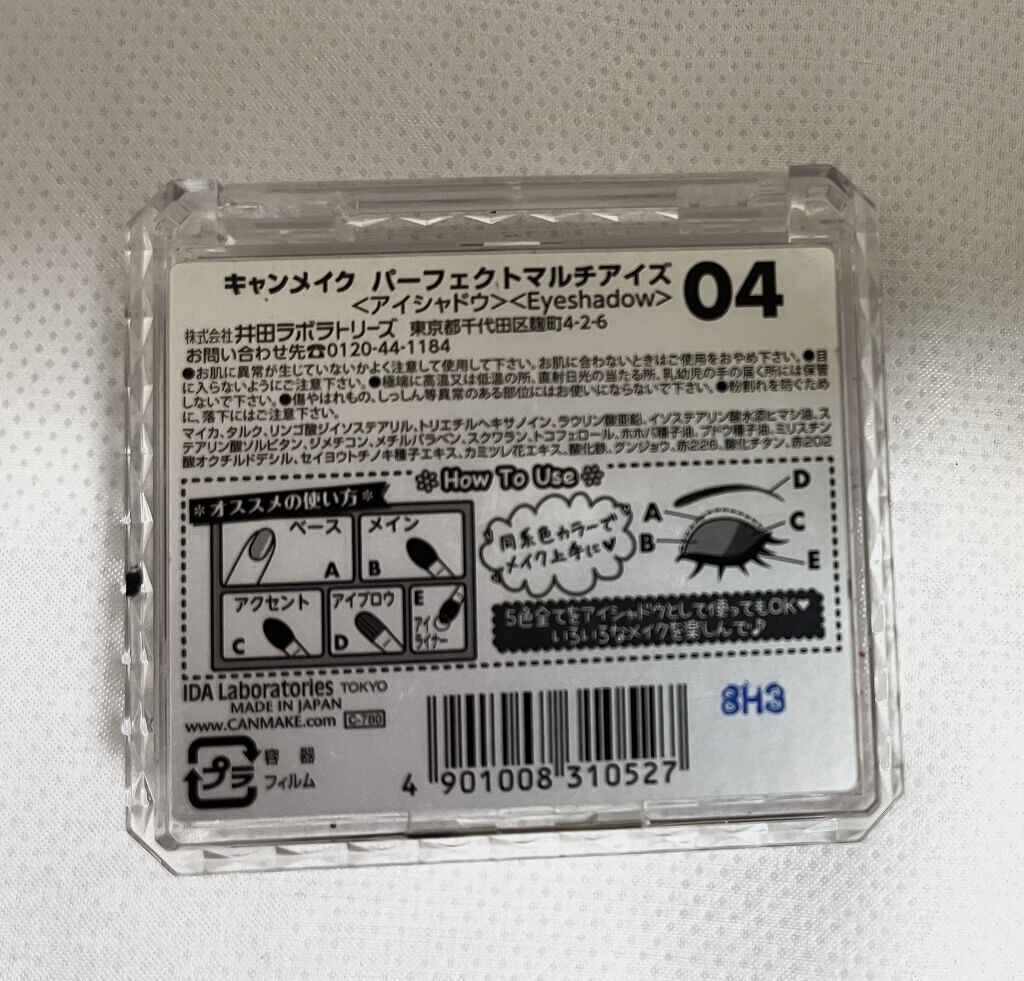 キャンメイク パーフェクトマルチアイズ 04
<アイシャドウ><Eyeshadow>
株式会社 井田ラボラトリーズ 東京都千代田区麹町4-2-6
お問い合わせ先☎0120-44-1184
●お肌に異常が生じていないかよく注意して使用して下さい。お肌に合わないときはご使用をおやめ下さい。●目
に入らないようにご注意下さい。●極端に高温又は低温の所、直射日光の当たる所、乳幼児の手の届く所には保管
しないで下さい。●傷やはれもの、しっしん等異常のある部位にはお使いにならないで下さい。●粉割れを防ぐため
に、落下にはご注意下さい。
マイカ、タルク、リンゴ酸ジイソステアリル、トリエチルヘキサノイン、ラウリン酸亜鉛、イソステアリン酸水添ヒマシ油、ス
テアリン酸ソルビタン、ジメチコン、メチルパラベン、スクワラン、トコフェロール、ホホバ種子油、ブドウ種子油、ミリスチン
酸オクチルドデシル、セイヨウトチノキ種子エキス、カミツレ花エキス、酸化鉄、グンジョウ、赤226、酸化チタン、赤202
How To Use
*オススメの使い方*
ベース
A
メイン
B
アクセント
C
アイブロウ
D
E
アイ
ライナー
同系色カラーで
メイク上手に♥
A
B
D
C
E
5色全てをアイシャドウとして使ってもOK♥
いろいろなメイクを楽しんで♪
IDA Laboratories TOKYO
MADE IN JAPAN
www.CANMAKE.com C-780
プラ
容器
フィルム
4 901008 310527
8H3